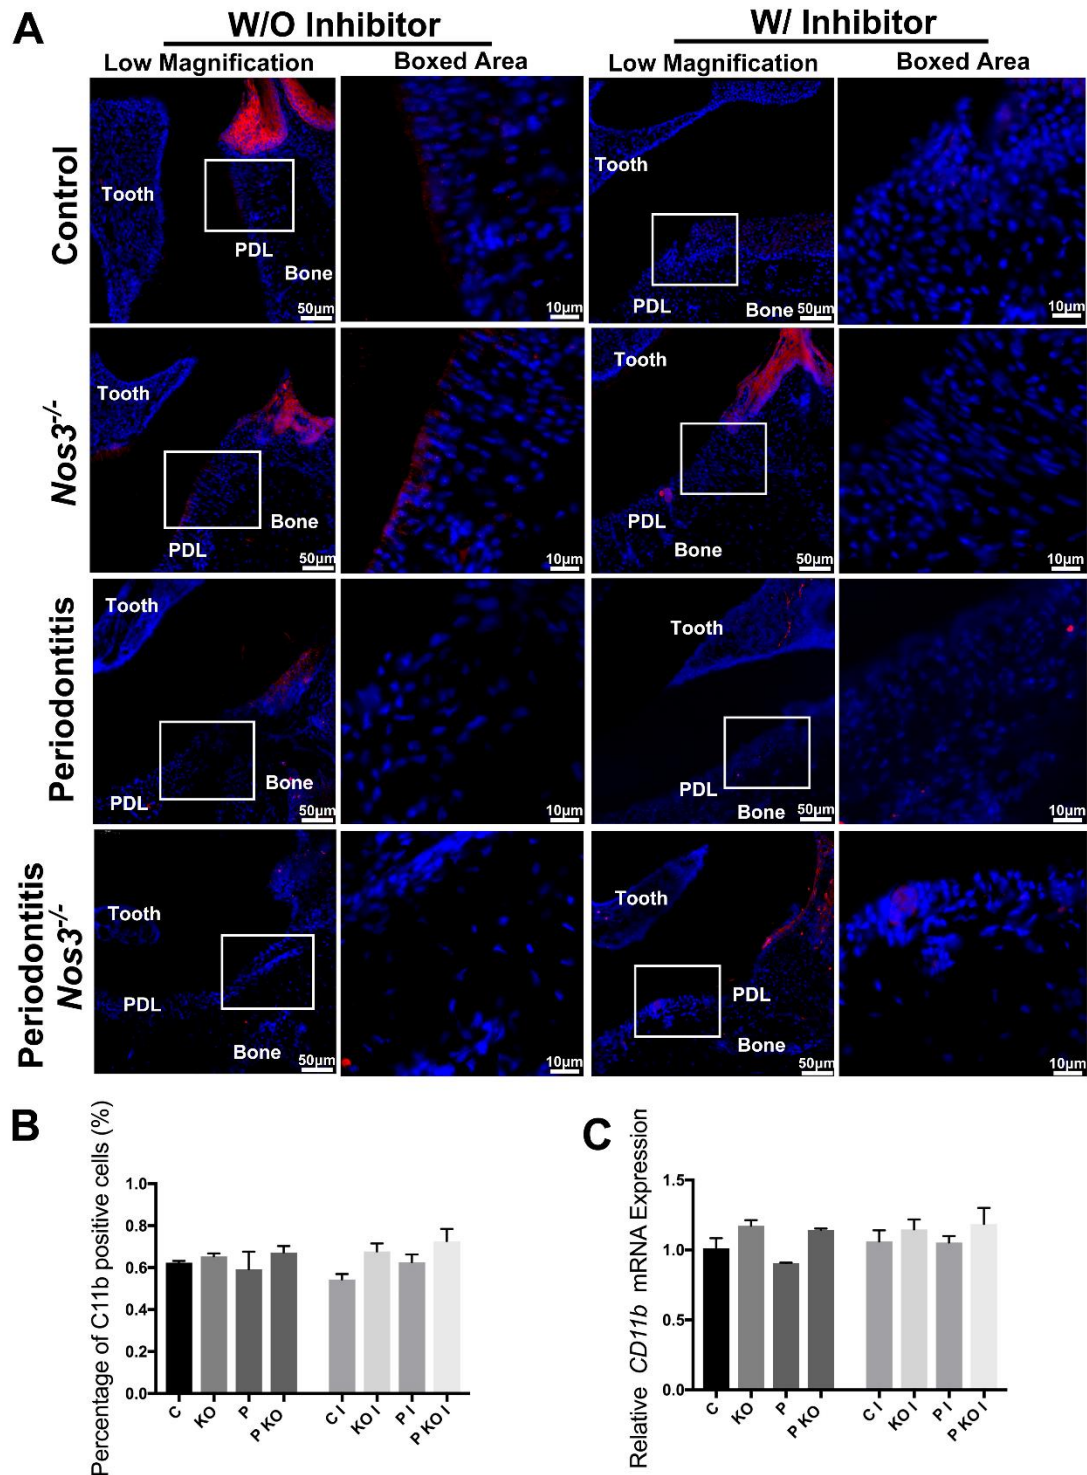 A
W/O Inhibitor
W/ Inhibitor
Low Magnification
Boxed Area
Low Magnification
Boxed Area
Control
Tooth
PDL
Bone
50μm
10μm
Tooth
PDL
Bone
50μm
10μm
Nos3-/-
Tooth
PDL
Bone
50μm
10μm
Tooth
PDL
Bone
50μm
10μm
Periodontitis
Tooth
PDL
Bone
50μm
10μm
Tooth
PDL
Bone
50μm
10μm
Periodontitis
Nos3-/-
Tooth
PDL
Bone
50μm
10μm
Tooth
PDL
Bone
50μm
10μm
B
Percentage of C11b positive cells (%)
1.0
0.8
0.6
0.4
0.2
0.0
C
KO
P
P KO
C I
KO I
P I
P KO I
C
Relative CD11b mRNA Expression
1.5
1.0
0.5
0.0
C
KO
P
P KO
C I
KO I
P I
P KO I